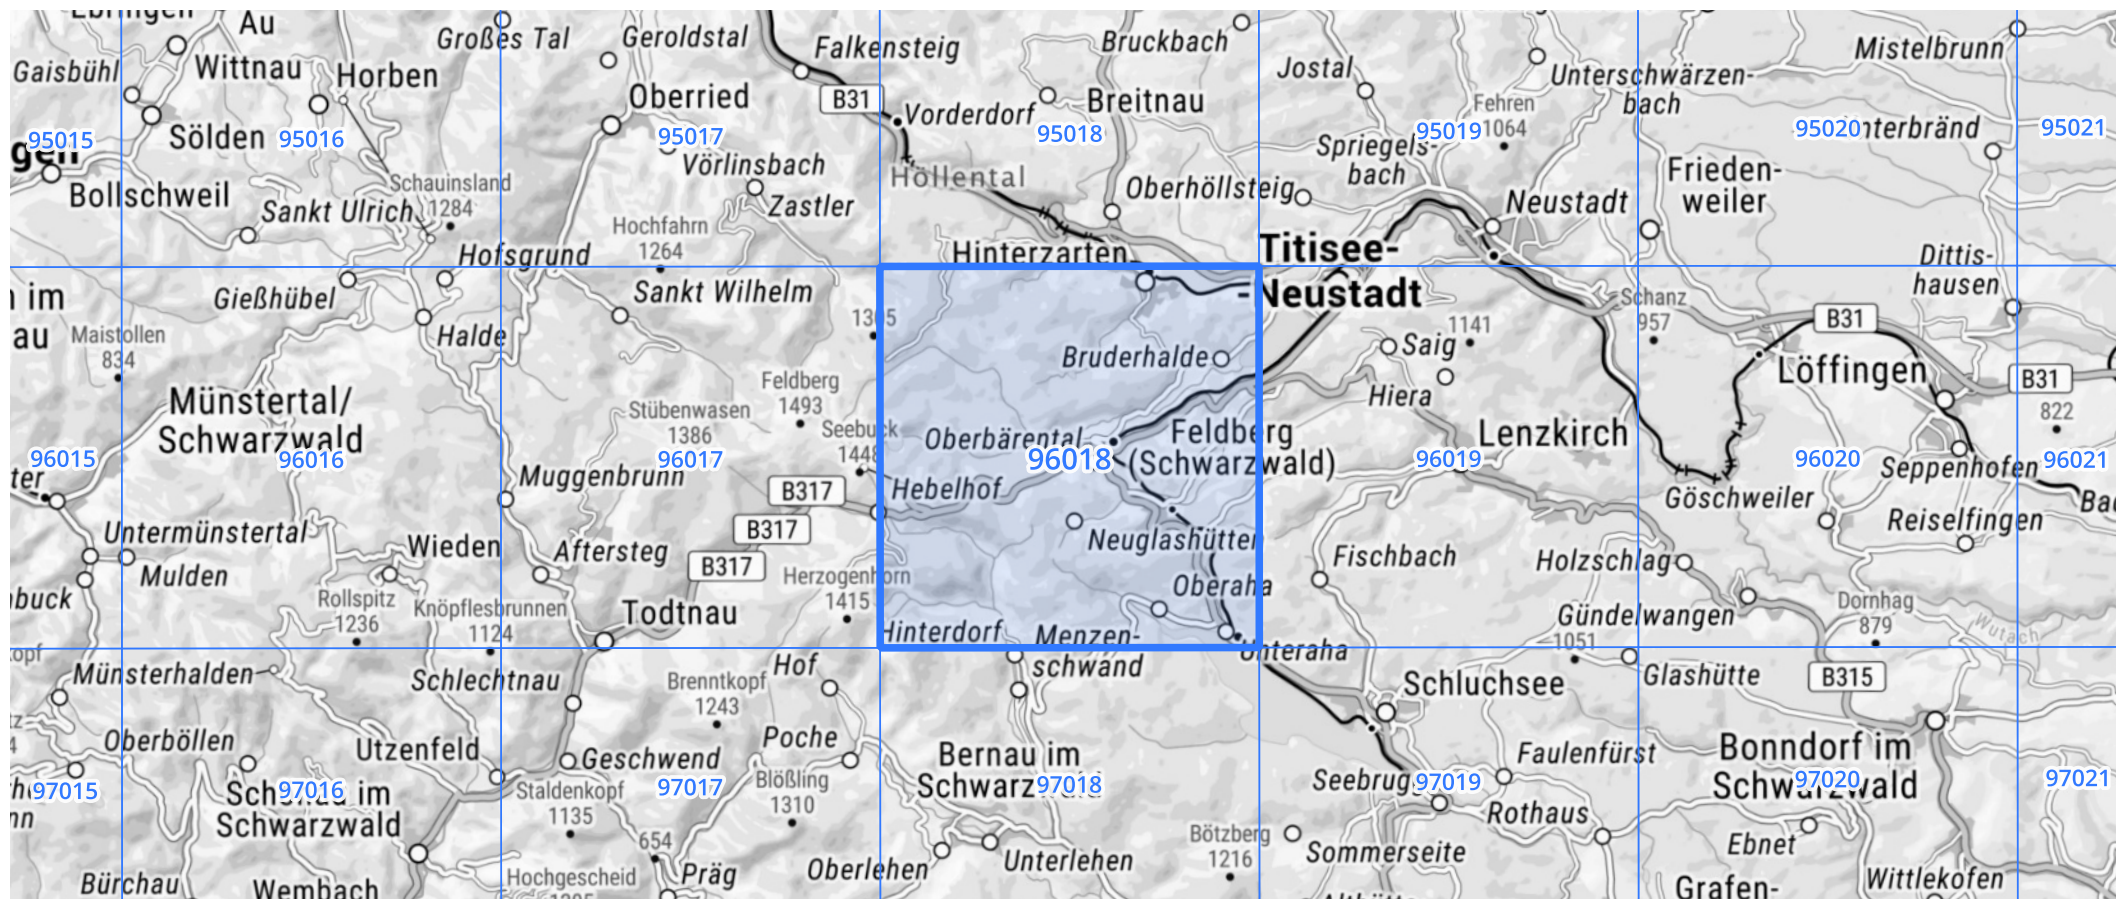 Au
Großes Tal
Geroldstal
Falkensteig
Bruckbach
Mistelbrunn
Gaisbühl
Wittnau
Horben
Jostal
Unterschwärzen-
bach
Oberried
B31
Vorderdorf
Breitnau
Fehren
1064
Sölden
95015
95016
95017
95018
95019
95020
95021
Spriegels-
bach
Frieden-
weiler
Vörlinsbach
Höllental
Oberhöllsteig
Bollschweil
Schauinsland
1284
Sankt Ulrich
Zastler
Neustadt
Hochfahrn
1264
Hofsgrund
Hinterzarten
Titisee-
Neustadt
Dittis-
hausen
Gießhübel
Sankt Wilhelm
Schanz
957
B31
im
au
Maistollen
834
Halde
1305
1141
Saig
Bruderhalde
Löffingen
B31
822
Münstertal/
Schwarzwald
Feldberg
1493
Hiera
Stübenwasen
1386
Seebuck
1448
Oberbärental
Feldberg
(Schwarzwald)
Lenzkirch
96015
96016
96017
96018
96019
96020
96021
Seppenhofen
Muggenbrunn
B317
Hebelhof
Göschweiler
Reiselfingen
Untermünstertal
B317
Neuglashütten
Wieden
Aftersteg
B317
Fischbach
Holzschlag
Mulden
Herzogenhorn
1415
Oberaha
Rollspitz
1236
Knöpflesbrunnen
1124
Todtnau
Gündelwangen
Dornhag
879
Wutach
Hinterdorf
Menzen-
schwand
1051
Unteraha
Münsterhalden
Schlechtnau
Hof
Brenntkopf
1243
Schluchsee
Glashütte
B315
Oberböllen
Utzenfeld
Poche
Geschwend
Bernau im
Schwarzwald
Faulenfürst
Bonndorf im
Schwarzwald
97015
97016
97017
97018
97019
97020
97021
Schönau im
Schwarzwald
Staldenkopf
1135
Blößling
1310
Seebrugg
Rothaus
654
Oberlehen
Unterlehen
Bötzberg
1216
Sommerseite
Ebnet
Bürchau
Wembach
Hochgescheid
Präg
Grafen-
Wittlekofen